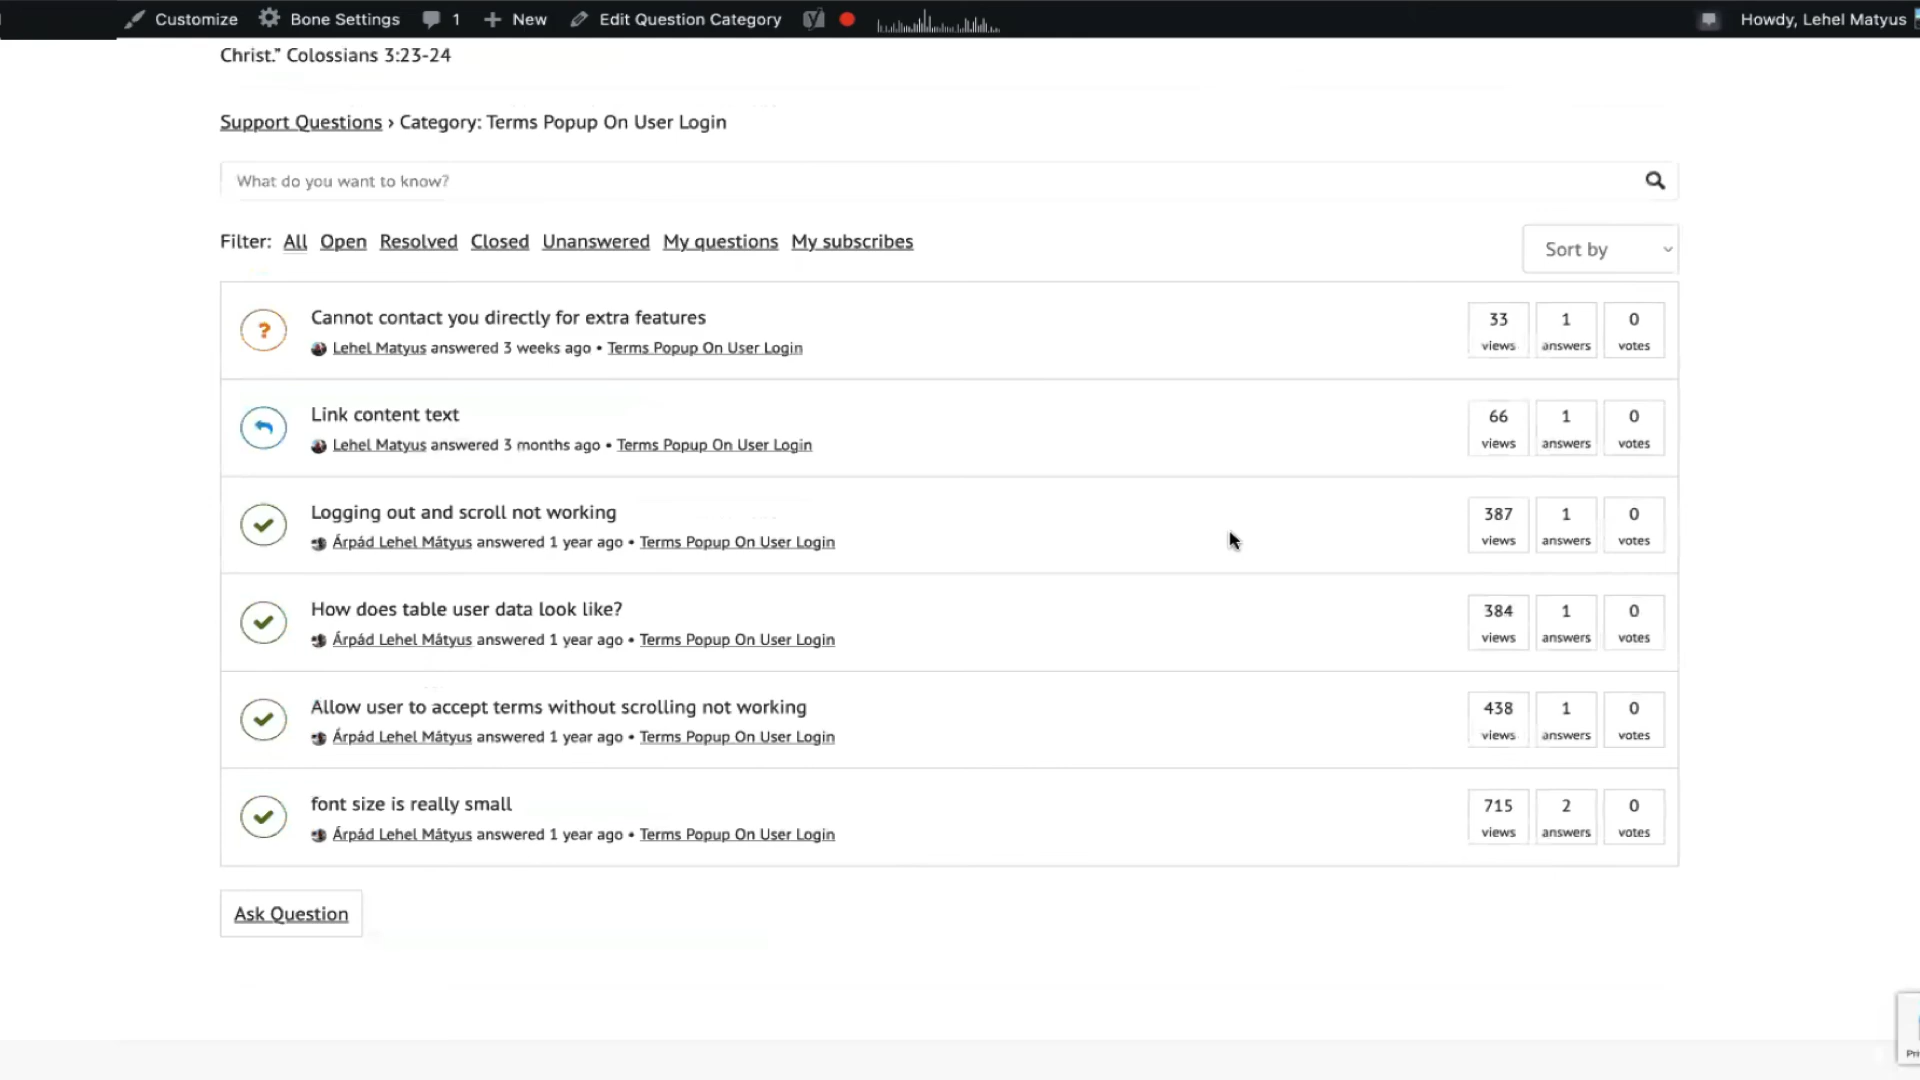 Customize Bone Settings 1 New Edit Question Category Howdy, Lehel Matyus
Christ.” Colossians 3:23-24
Support Questions › Category: Terms Popup On User Login
What do you want to know?
Filter: All Open Resolved Closed Unanswered My questions My subscribes
Sort by
Cannot contact you directly for extra features
Lehel Matyus answered 3 weeks ago • Terms Popup On User Login
33 views 1 answers 0 votes
Link content text
Lehel Matyus answered 3 months ago • Terms Popup On User Login
66 views 1 answers 0 votes
Logging out and scroll not working
Árpád Lehel Mátyus answered 1 year ago • Terms Popup On User Login
387 views 1 answers 0 votes
How does table user data look like?
Árpád Lehel Mátyus answered 1 year ago • Terms Popup On User Login
384 views 1 answers 0 votes
Allow user to accept terms without scrolling not working
Árpád Lehel Mátyus answered 1 year ago • Terms Popup On User Login
438 views 1 answers 0 votes
font size is really small
Árpád Lehel Mátyus answered 1 year ago • Terms Popup On User Login
715 views 2 answers 0 votes
Ask Question